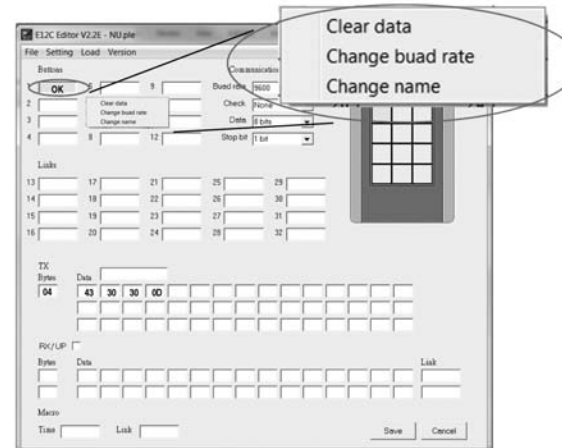 E12C Editor V2.2E - NU.ple
File Setting Load Version
Clear data
Change buad rate
Change name
Buttons
1 OK 5 9 Buad rate 9600
2 Check None
3 Data 8 bits
4 8 12 Stop bit 1 bit
Clear data
Change buad rate
Change name
Links
13 17 21 25 29
14 18 22 26 30
15 19 23 27 31
16 20 24 28 32
TX
Bytes Data
04 43 30 30 0D
RX/UP
Bytes Data Link
Macro
Time Link Save Cancel